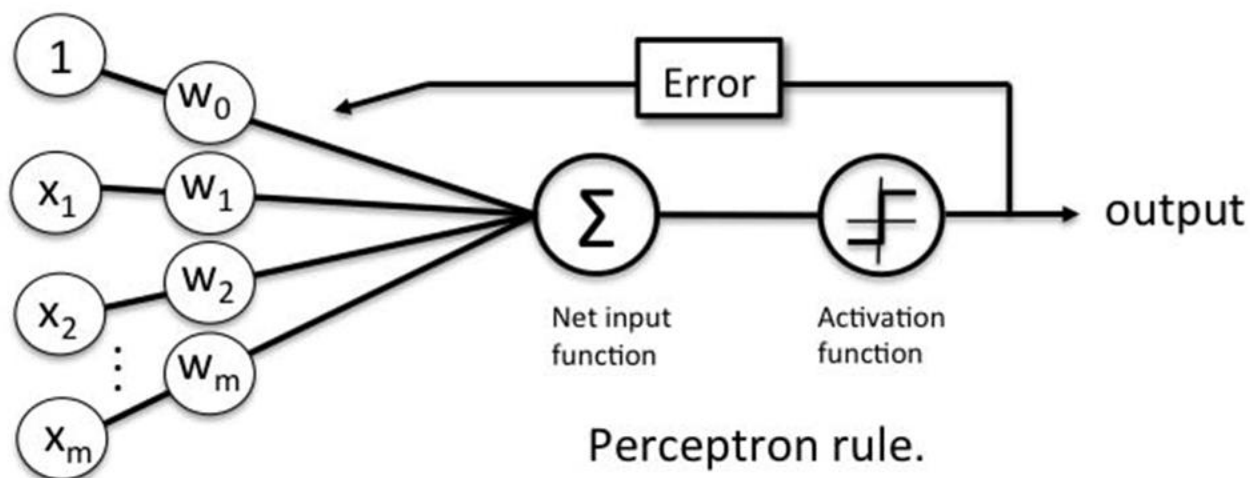 1
w₀
Error
x₁
w₁
Σ
output
x₂
w₂
Net input
function
Activation
function
⋮
wₘ
xₘ
Perceptron rule.